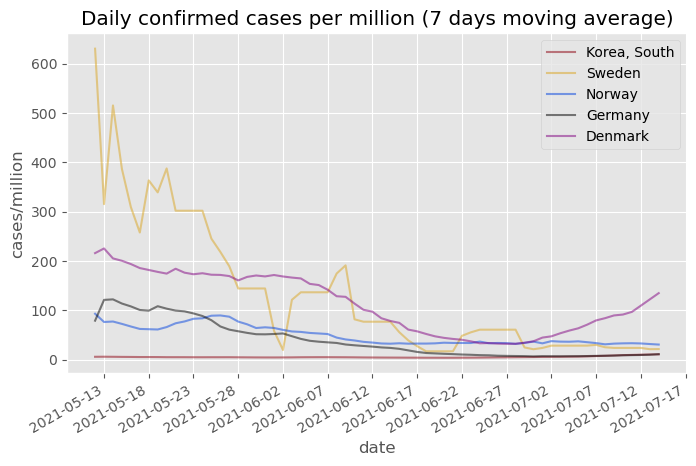 Daily confirmed cases per million (7 days moving average)
Korea, South
Sweden
Norway
Germany
Denmark
cases/million
600
500
400
300
200
100
0
2021-05-13
2021-05-18
2021-05-23
2021-05-28
2021-06-02
2021-06-07
2021-06-12
2021-06-17
2021-06-22
2021-06-27
2021-07-02
2021-07-07
2021-07-12
2021-07-17
date